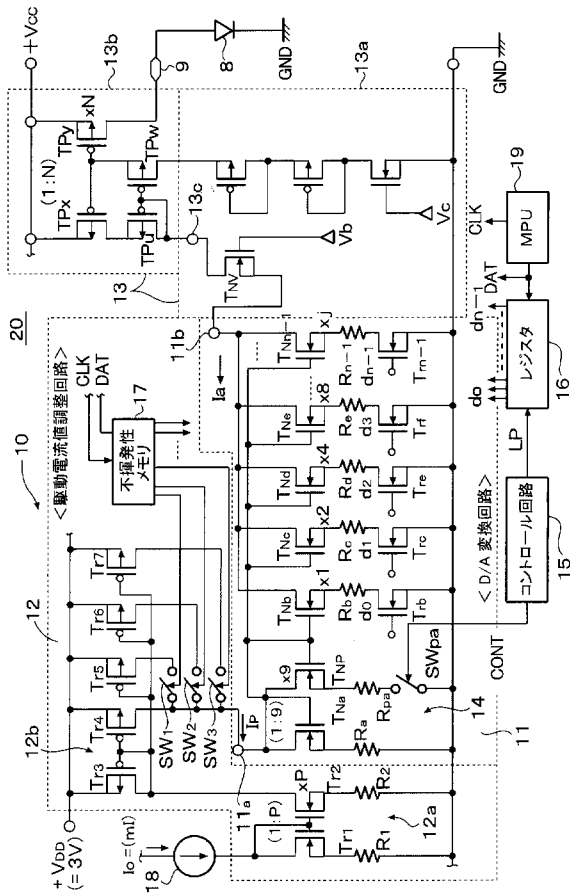 20
10
<駆動電流値調整回路>
12
12b
CLK
DAT
17
不揮発性
メモリ
+VDD
(=3V)
Tr3
Tr4
Tr5
Tr6
Tr7
SW1
SW2
SW3
Io=(mI)
18
IP
11a
(1:P)
xP
Tr1
Tr2
R1
R2
12a
(1:9)
x9
TNa
TNP
Ra
Rpa
SWpa
14
11
11b
Ia
TNb
x1
TNc
x2
TNd
x4
TNe
x8
TNn-1
xJ
Rb
Rc
Rd
Re
Rn-1
d0
d1
d2
d3
dn-1
Trb
Trc
Tre
Trf
Trn-1
<D/A変換回路>
CONT
コントロール回路
15
LP
レジスタ
16
do
dn-1
DAT
CLK
MPU
19
13
13a
13b
13c
TPx
TPy
(1:N)
xN
TPu
TPw
TNV
Vb
Vc
+Vcc
9
8
GND
GND